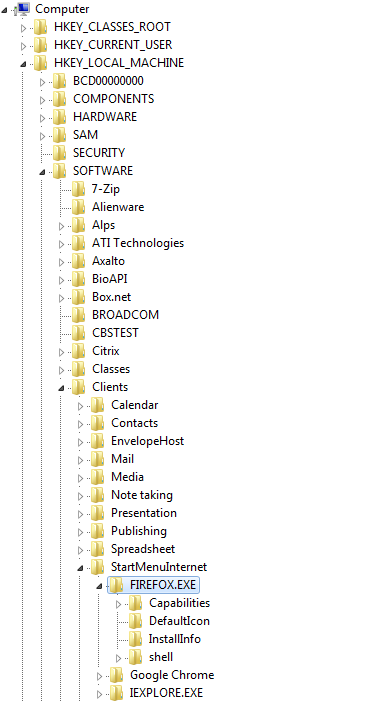 Computer
HKEY_CLASSES_ROOT
HKEY_CURRENT_USER
HKEY_LOCAL_MACHINE
BCD00000000
COMPONENTS
HARDWARE
SAM
SECURITY
SOFTWARE
7-Zip
Alienware
Alps
ATI Technologies
Axalto
BioAPI
Box.net
BROADCOM
CBSTEST
Citrix
Classes
Clients
Calendar
Contacts
EnvelopeHost
Mail
Media
Note taking
Presentation
Publishing
Spreadsheet
StartMenuInternet
FIREFOX.EXE
Capabilities
DefaultIcon
InstallInfo
shell
Google Chrome
IEXPLORE.EXE